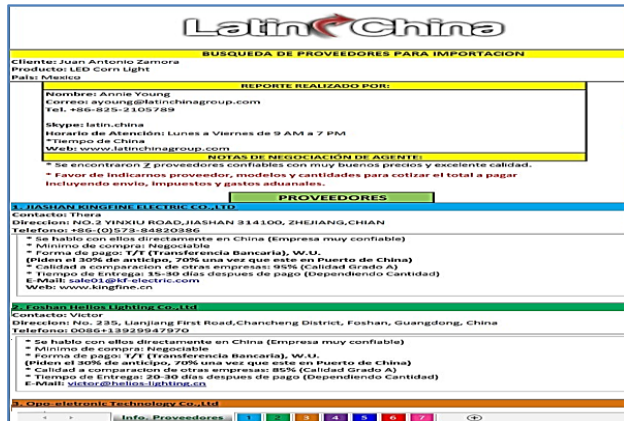 Latin China
BUSQUEDA DE PROVEEDORES PARA IMPORTACION
Cliente: Juan Antonio Zamora
Producto: LED Corn Light
Pais: Mexico
REPORTE REALIZADO POR:
Nombre: Annie Young
Correo: ayoung@latinchinagroup.com
Tel. +86-825-2105789
Skype: latin.china
Horario de Atención: Lunes a Viernes de 9 AM a 7 PM
*Tiempo de China
Web: www.latinchinagroup.com
NOTAS DE NEGOCIACIÓN DE AGENTE:
* Se encontraron 7 proveedores confiables con muy buenos precios y excelente calidad.
* Favor de indicarnos proveedor, modelos y cantidades para cotizar el total a pagar
incluyendo envio, impuestos y gastos aduanales.
PROVEEDORES
1. JIASHAN KINGFINE ELECTRIC CO.,LTD
Contacto: Thera
Direccion: NO.2 YINXIU ROAD,JIASHAN 314100, ZHEJIANG,CHIAN
Telefono: +86-(0)573-84820386
* Se hablo con ellos directamente en China (Empresa muy confiable)
* Minimo de compra: Negociable
* Forma de pago: T/T (Transferencia Bancaria), W.U.
(Piden el 30% de anticipo, 70% una vez que este en Puerto de China)
* Calidad a comparacion de otras empresas: 95% (Calidad Grado A)
* Tiempo de Entrega: 15-30 dias despues de pago (Dependiendo Cantidad)
E-Mail: sale01@kf-electric.com
Web: www.kingfine.cn
2. Foshan Helios Lighting Co.,Ltd
Contacto: Victor
Direccion: No. 235, Lianjiang First Road,Chancheng District, Foshan, Guangdong, China
Telefono: 0086+13929947970
* Se hablo con ellos directamente en China (Empresa muy confiable)
* Minimo de compra: Negociable
* Forma de pago: T/T (Transferencia Bancaria), W.U.
(Piden el 30% de anticipo, 70% una vez que este en Puerto de China)
* Calidad a comparacion de otras empresas: 85% (Calidad Grado A)
* Tiempo de Entrega: 20-30 dias despues de pago (Dependiendo Cantidad)
E-Mail: victor@helios-lighting.cn
3. Opo-eletronic Technology Co.,Ltd
Info. Proveedores 1 2 3 4 5 6 7